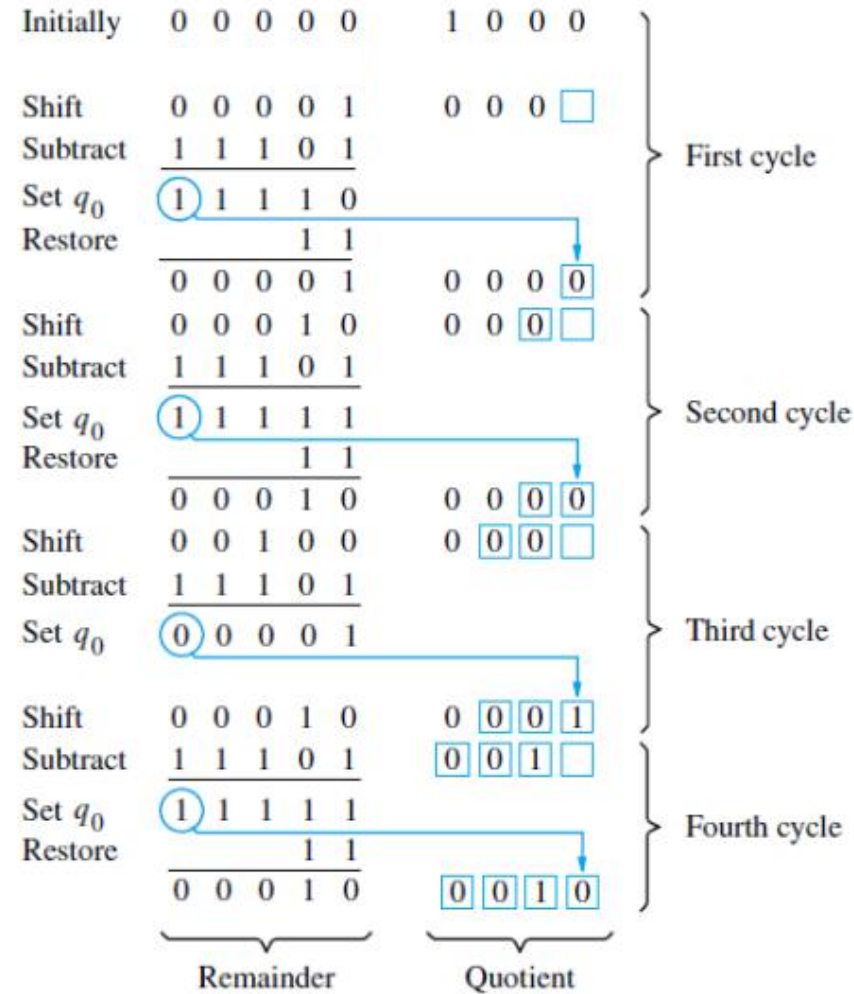 Initially 0 0 0 0 0 1 0 0 0
Shift 0 0 0 0 1 0 0 0
Subtract 1 1 1 0 1
First cycle
Set q0 1 1 1 1 0
Restore 1 1
0 0 0 0 1 0 0 0 0
Shift 0 0 0 1 0 0 0 0
Subtract 1 1 1 0 1
Set q0 1 1 1 1 1 Second cycle
Restore 1 1
0 0 0 1 0 0 0 0 0
Shift 0 0 1 0 0 0 0 0
Subtract 1 1 1 0 1
Set q0 0 0 0 0 1 Third cycle
Shift 0 0 0 1 0 0 0 0 1
Subtract 1 1 1 0 1 0 0 1
Set q0 1 1 1 1 1 Fourth cycle
Restore 1 1
0 0 0 1 0 0 0 1 0
Remainder Quotient